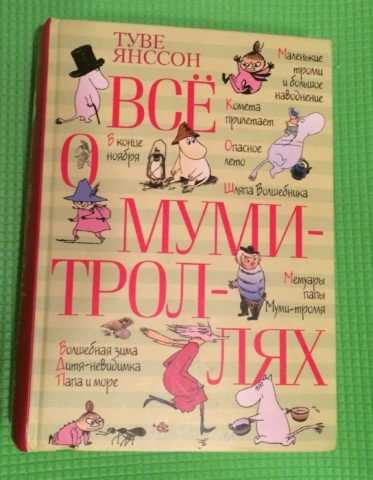 ТУВЕ
ЯНССОН
Маленькие
тролли
и большое
наводнение
ВСЁ
Комета
прилетает
О
В конце
ноября
Опасное
лето
Шляпа Волшебника
МУМИ-
Мемуары
папы
Муми-тролля
ТРОЛ-
Волшебная зима
Дитя-невидимка
Папа и море
ЛЯХ